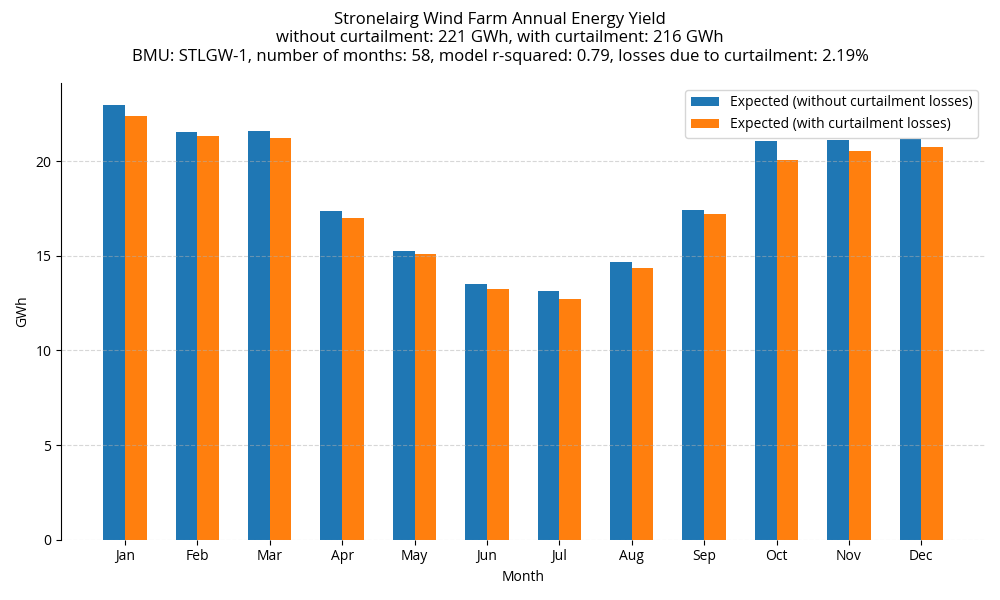 Stronelairg Wind Farm Annual Energy Yield
without curtailment: 221 GWh, with curtailment: 216 GWh
BMU: STLGW-1, number of months: 58, model r-squared: 0.79, losses due to curtailment: 2.19%
Expected (without curtailment losses)
Expected (with curtailment losses)
20
15
10
5
0
GWh
Jan Feb Mar Apr May Jun Jul Aug Sep Oct Nov Dec
Month